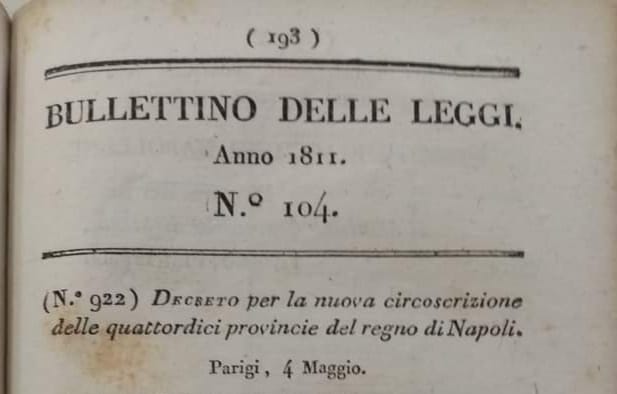 ( 193 )
BULLETTINO DELLE LEGGI.
Anno 1811.
N.º 104.
(N.º 922) DECRETO per la nuova circoscrizione
delle quattordici provincie del regno di Napoli.
Parigi, 4 Maggio.